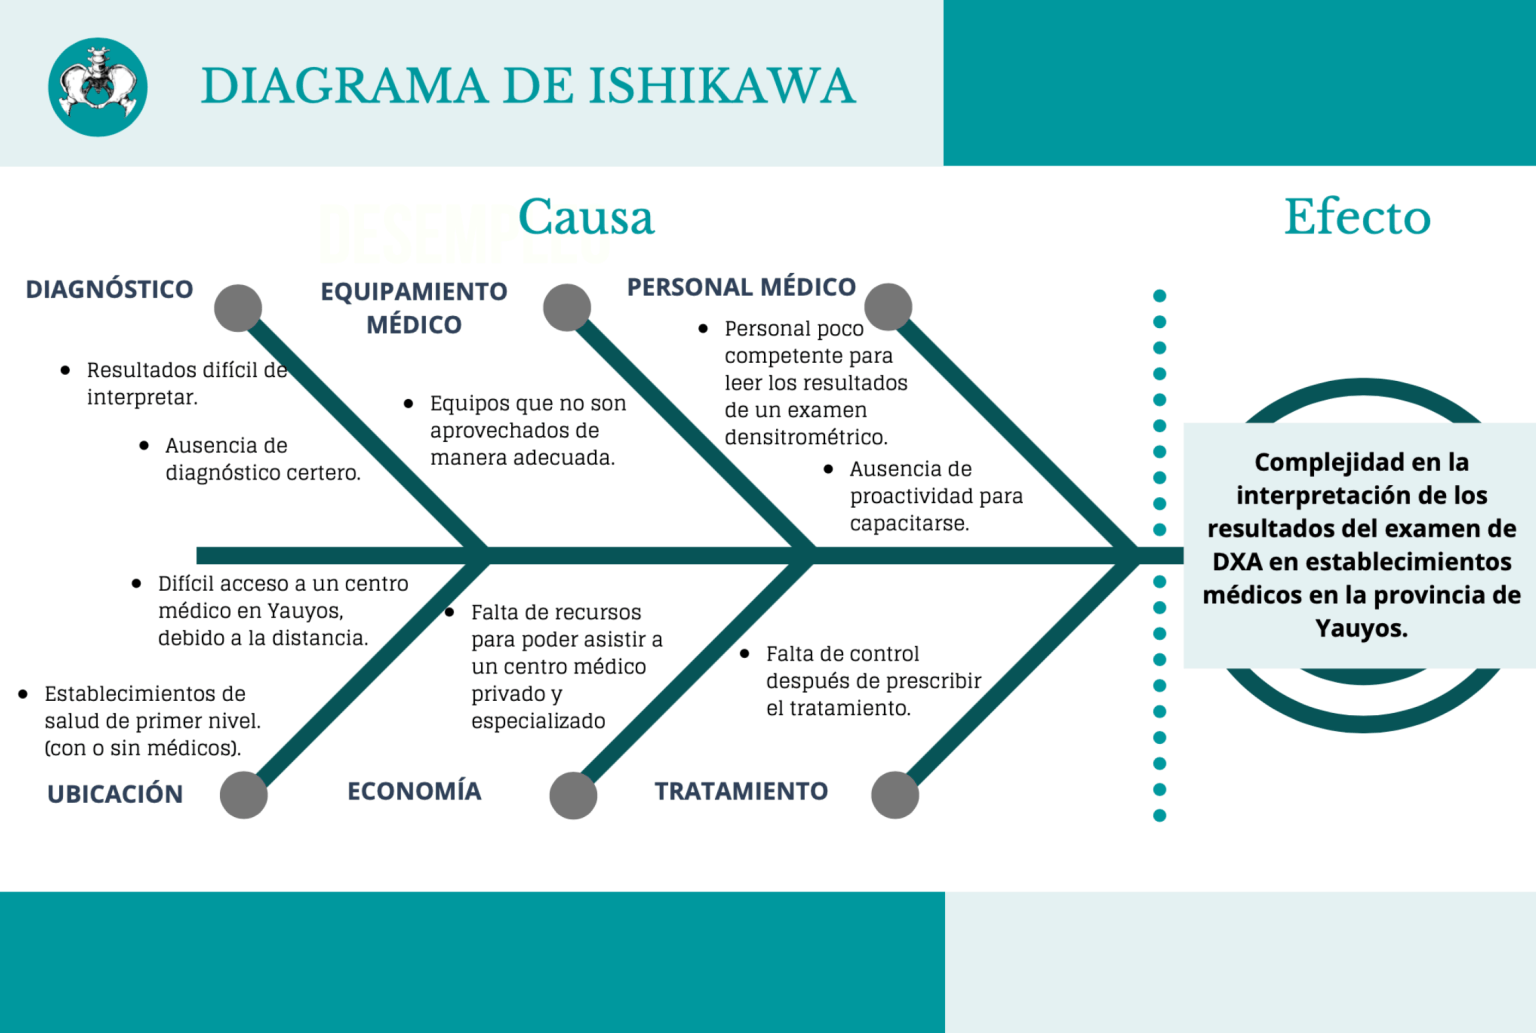 DIAGRAMA DE ISHIKAWA
Causa
Efecto
DIAGNÓSTICO
Resultados difícil de
interpretar.
Ausencia de
diagnóstico certero.
EQUIPAMIENTO
MÉDICO
Equipos que no son
aprovechados de
manera adecuada.
PERSONAL MÉDICO
Personal poco
competente para
leer los resultados
de un examen
densitrométrico.
Ausencia de
proactividad para
capacitarse.
Complejidad en la
interpretación de los
resultados del examen de
DXA en establecimientos
médicos en la provincia de
Yauyos.
Difícil acceso a un centro
médico en Yauyos,
debido a la distancia.
Establecimientos de
salud de primer nivel.
(con o sin médicos).
UBICACIÓN
Falta de recursos
para poder asistir a
un centro médico
privado y
especializado
ECONOMÍA
Falta de control
después de prescribir
el tratamiento.
TRATAMIENTO